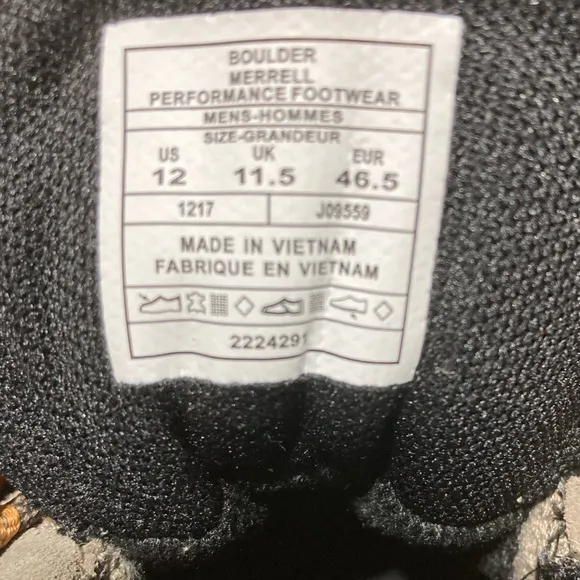 BOULDER
MERRELL
PERFORMANCE FOOTWEAR
MENS-HOMMES
SIZE-GRANDEUR
US UK EUR
12 11.5 46.5
1217 J09559
MADE IN VIETNAM
FABRIQUE EN VIETNAM
2224291